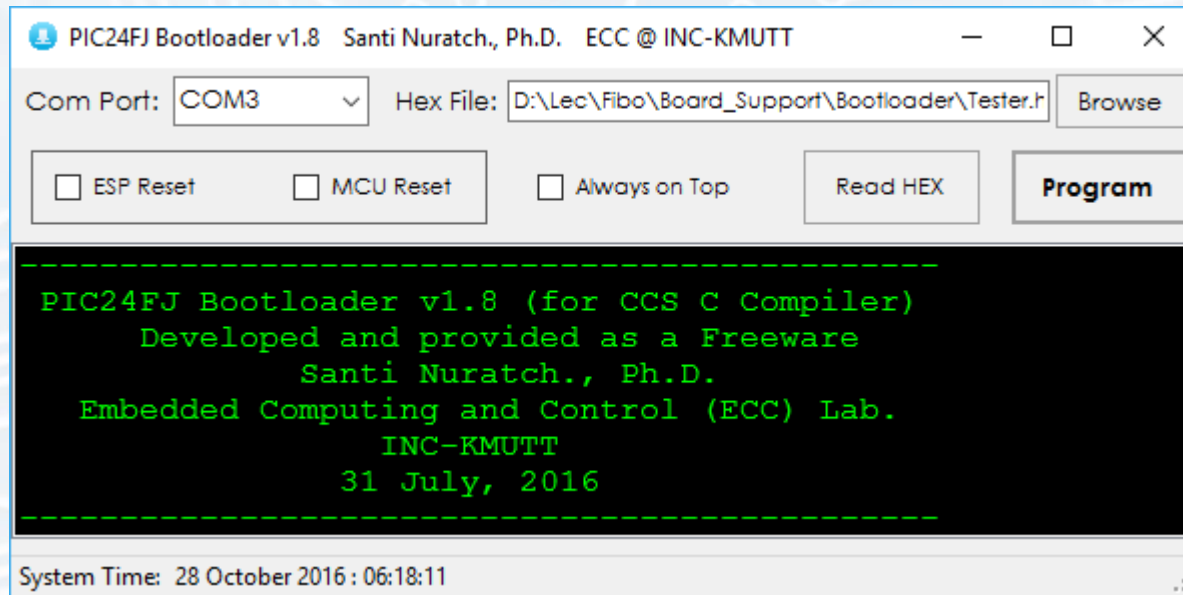 PIC24FJ Bootloader v1.8 Santi Nuratch., Ph.D. ECC @ INC-KMUTT
Com Port: COM3 Hex File: D:\Lec\Fibo\Board_Support\Bootloader\Tester.h Browse
ESP Reset MCU Reset Always on Top Read HEX Program
PIC24FJ Bootloader v1.8 (for CCS C Compiler)
Developed and provided as a Freeware
Santi Nuratch., Ph.D.
Embedded Computing and Control (ECC) Lab.
INC-KMUTT
31 July, 2016
System Time: 28 October 2016 : 06:18:11